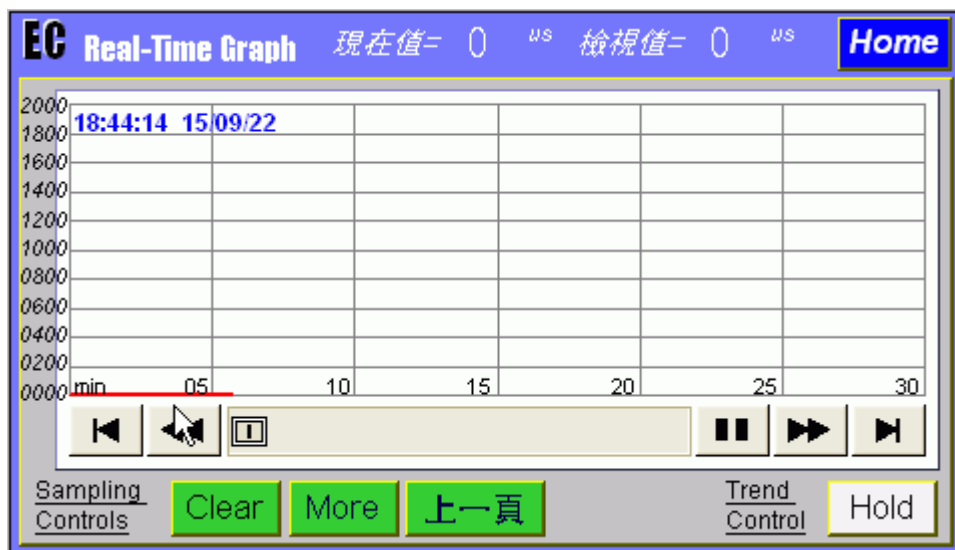 EC Real-Time Graph 現在值= 0 us 檢視值= 0 us Home
2000
18:44:14 15/09/22
1800
1600
1400
1200
1000
0800
0600
0400
0200
0000 min 05 10 15 20 25 30
Sampling Controls
Clear
More
上一頁
Trend Control
Hold